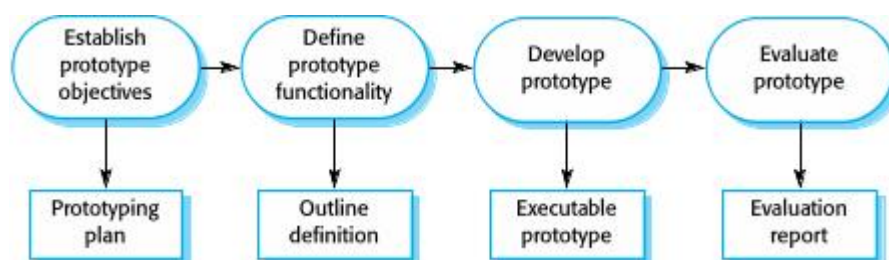 Establish
prototype
objectives
Define
prototype
functionality
Develop
prototype
Evaluate
prototype
Prototyping
plan
Outline
definition
Executable
prototype
Evaluation
report